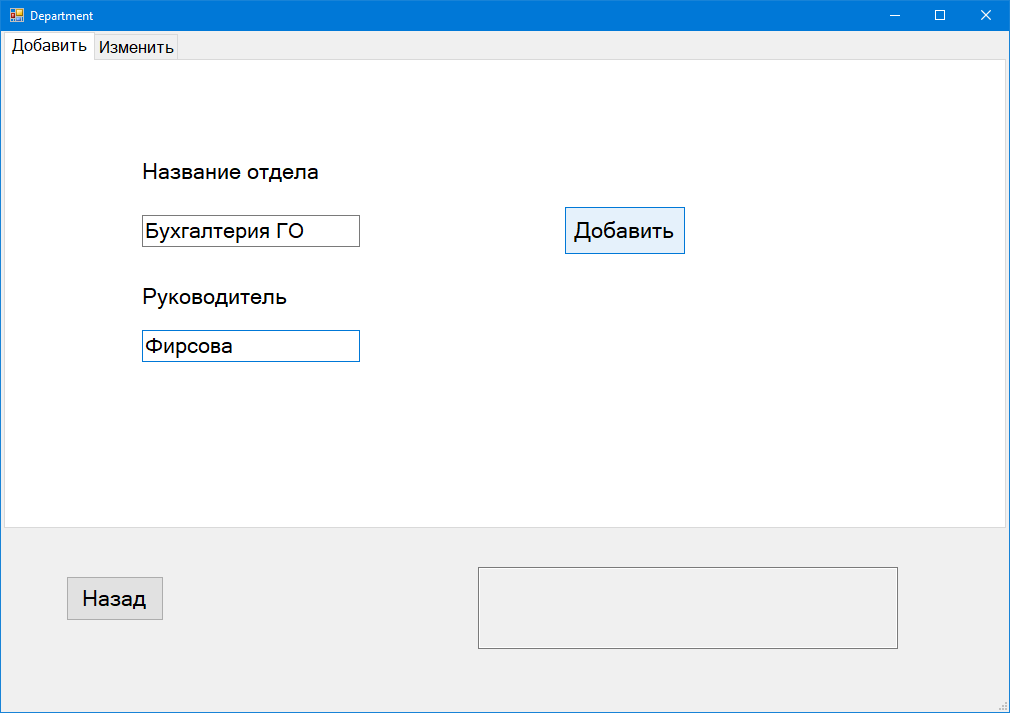 Department
Добавить Изменить
Название отдела
Бухгалтерия ГО
Добавить
Руководитель
Фирсова
Назад